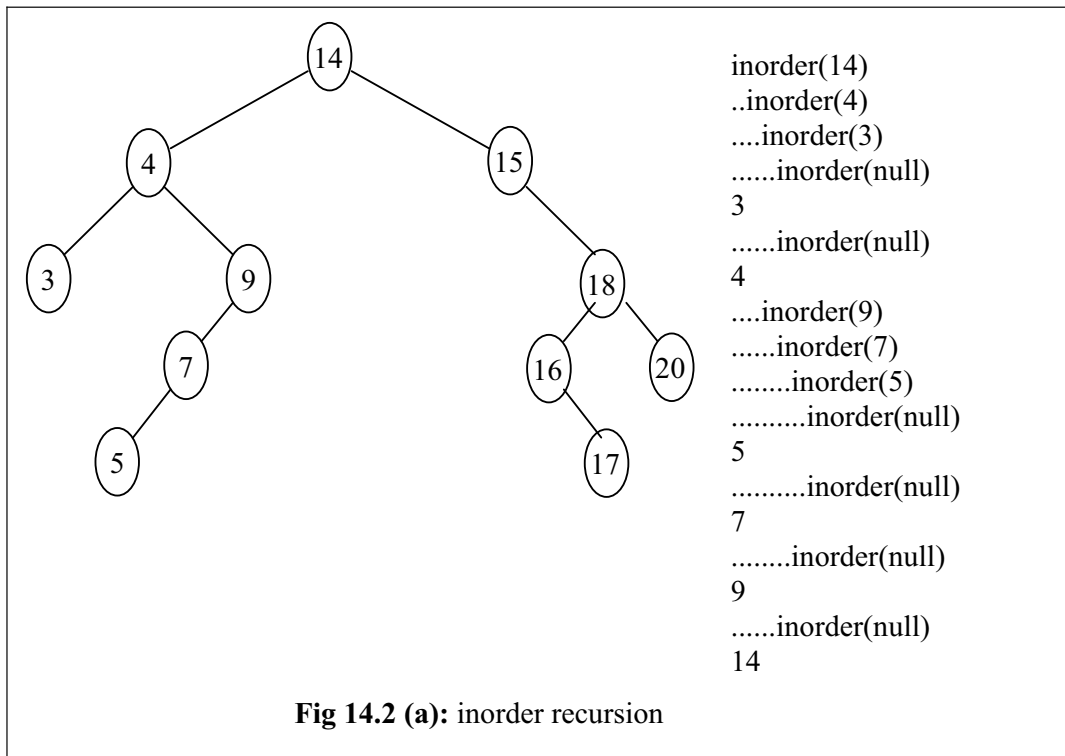 14
4
15
3
9
18
7
16
20
5
17
inorder(14)
..inorder(4)
....inorder(3)
......inorder(null)
3
......inorder(null)
4
....inorder(9)
......inorder(7)
........inorder(5)
..........inorder(null)
5
..........inorder(null)
7
........inorder(null)
9
......inorder(null)
14
Fig 14.2 (a): inorder recursion